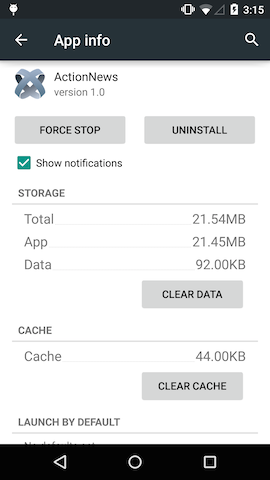 3:15
App info
ActionNews
version 1.0
FORCE STOP UNINSTALL
Show notifications
STORAGE
Total 21.54MB
App 21.45MB
Data 92.00KB
CLEAR DATA
CACHE
Cache 44.00KB
CLEAR CACHE
LAUNCH BY DEFAULT